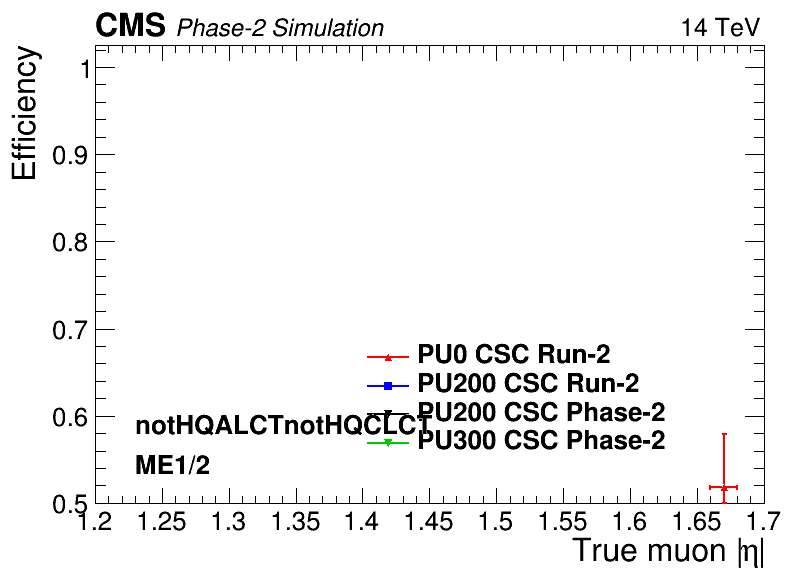 CMS Phase-2 Simulation 14 TeV
Efficiency
1
0.9
0.8
0.7
0.6
0.5
PU0 CSC Run-2
PU200 CSC Run-2
PU200 CSC Phase-2
PU300 CSC Phase-2
notHQALCTnotHQCLCT
ME1/2
1.2 1.25 1.3 1.35 1.4 1.45 1.5 1.55 1.6 1.65 1.7
True muon |η|